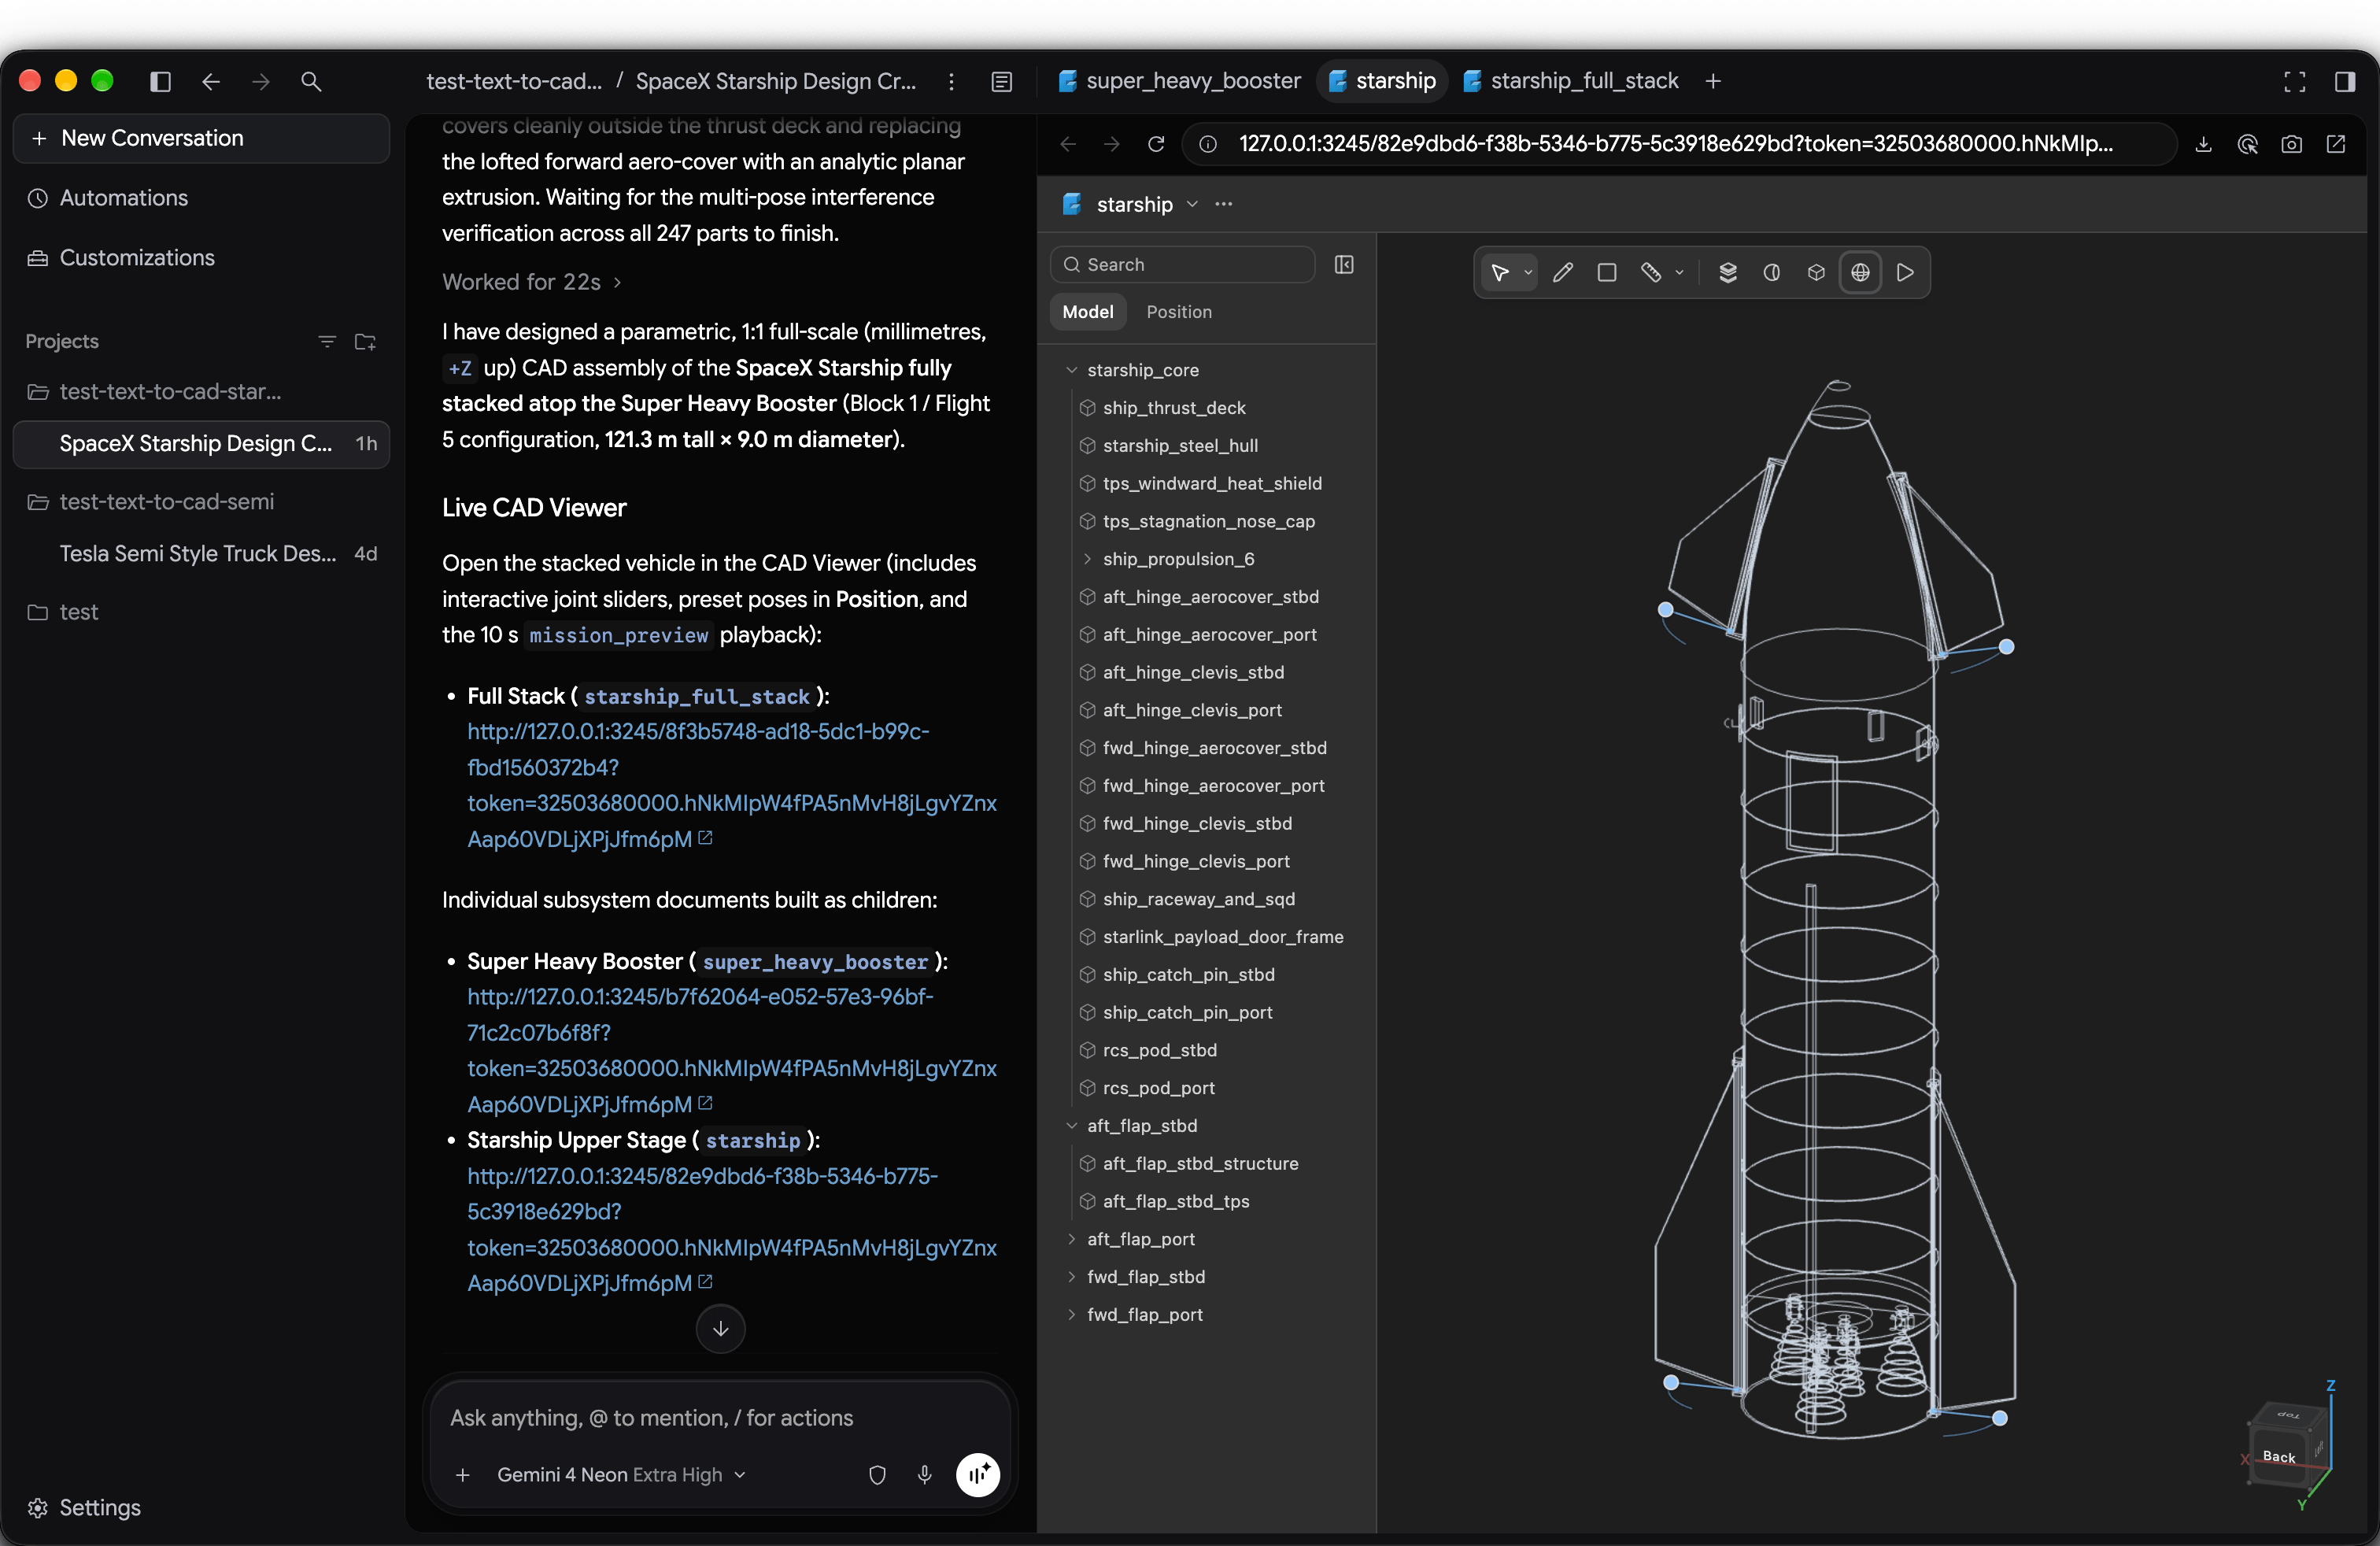 test-text-to-cad... / SpaceX Starship Design Cr...
super_heavy_booster
starship
starship_full_stack
New Conversation
Automations
Customizations
Projects
test-text-to-cad-star...
SpaceX Starship Design C... 1h
test-text-to-cad-semi
Tesla Semi Style Truck Des... 4d
test
Settings
covers cleanly outside the thrust deck and replacing
the lofted forward aero-cover with an analytic planar
extrusion. Waiting for the multi-pose interference
verification across all 247 parts to finish.
Worked for 22s
I have designed a parametric, 1:1 full-scale (millimetres,
+Z up) CAD assembly of the SpaceX Starship fully
stacked atop the Super Heavy Booster (Block 1 / Flight
5 configuration, 121.3 m tall × 9.0 m diameter).
Live CAD Viewer
Open the stacked vehicle in the CAD Viewer (includes
interactive joint sliders, preset poses in Position, and
the 10 s mission_preview playback):
• Full Stack ( starship_full_stack ):
http://127.0.0.1:3245/8f3b5748-ad18-5dc1-b99c-
fbd1560372b4?
token=32503680000.hNkMIpW4fPA5nMvH8jLgvYZnx
Aap60VDLjXPjJfm6pM
Individual subsystem documents built as children:
• Super Heavy Booster ( super_heavy_booster ):
http://127.0.0.1:3245/b7f62064-e052-57e3-96bf-
71c2c07b6f8f?
token=32503680000.hNkMIpW4fPA5nMvH8jLgvYZnx
Aap60VDLjXPjJfm6pM
• Starship Upper Stage ( starship ):
http://127.0.0.1:3245/82e9dbd6-f38b-5346-b775-
5c3918e629bd?
token=32503680000.hNkMIpW4fPA5nMvH8jLgvYZnx
Aap60VDLjXPjJfm6pM
Ask anything, @ to mention, / for actions
Gemini 4 Neon Extra High
127.0.0.1:3245/82e9dbd6-f38b-5346-b775-5c3918e629bd?token=32503680000.hNkMIp...
starship
Search
Model Position
starship_core
ship_thrust_deck
starship_steel_hull
tps_windward_heat_shield
tps_stagnation_nose_cap
ship_propulsion_6
aft_hinge_aerocover_stbd
aft_hinge_aerocover_port
aft_hinge_clevis_stbd
aft_hinge_clevis_port
fwd_hinge_aerocover_stbd
fwd_hinge_aerocover_port
fwd_hinge_clevis_stbd
fwd_hinge_clevis_port
ship_raceway_and_sqd
starlink_payload_door_frame
ship_catch_pin_stbd
ship_catch_pin_port
rcs_pod_stbd
rcs_pod_port
aft_flap_stbd
aft_flap_stbd_structure
aft_flap_stbd_tps
aft_flap_port
fwd_flap_stbd
fwd_flap_port
Z
Top
Back
X
Y